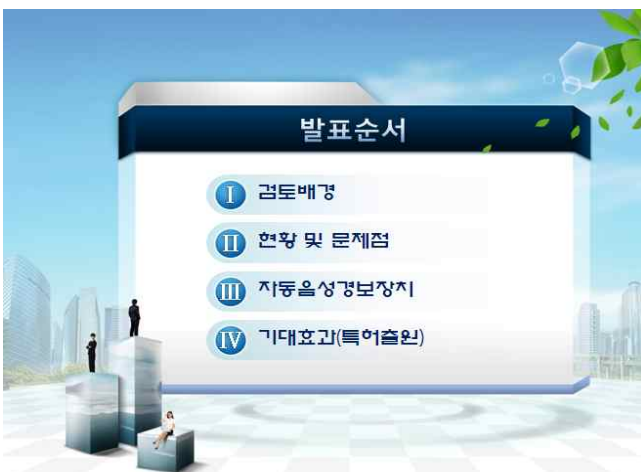 발표순서
Ⅰ 검토배경
Ⅱ 현황 및 문제점
Ⅲ 자동음성경보장치
Ⅳ 기대효과(특허출원)